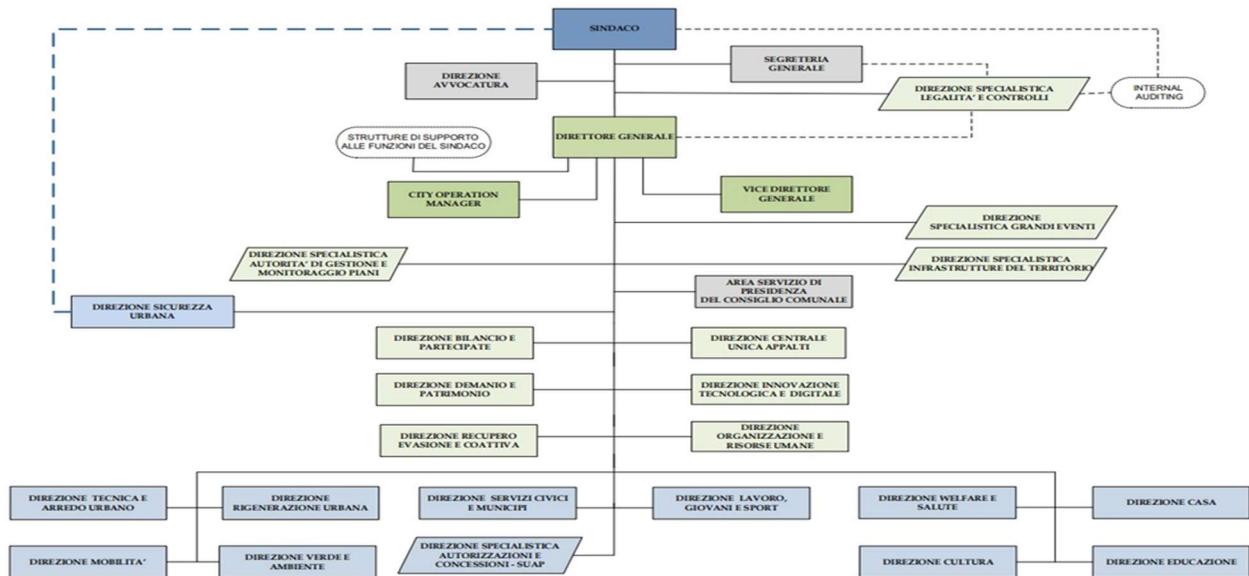 SINDACO
DIREZIONE
AVVOCATURA
SEGRETERIA
GENERALE
DIREZIONE SPECIALISTICA
LEGALITA' E CONTROLLI
INTERNAL
AUDITING
STRUTTURE DI SUPPORTO
ALLE FUNZIONI DEL SINDACO
DIRETTORE GENERALE
CITY OPERATION
MANAGER
VICE DIRETTORE
GENERALE
DIREZIONE
SPECIALISTICA GRANDI EVENTI
DIREZIONE SPECIALISTICA
AUTORITA' DI GESTIONE E
MONITORAGGIO PIANI
DIREZIONE SPECIALISTICA
INFRASTRUTTURE DEL TERRITORIO
AREA SERVIZIO DI
PRESIDENZA
DEL CONSIGLIO COMUNALE
DIREZIONE SICUREZZA
URBANA
DIREZIONE BILANCIO E
PARTECIPATE
DIREZIONE CENTRALE
UNICA APPALTI
DIREZIONE DEMANIO E
PATRIMONIO
DIREZIONE INNOVAZIONE
TECNOLOGICA E DIGITALE
DIREZIONE RECUPERO
EVASIONE E COATTIVA
DIREZIONE
ORGANIZZAZIONE E
RISORSE UMANE
DIREZIONE TECNICA E
ARREDO URBANO
DIREZIONE
RIGENERAZIONE URBANA
DIREZIONE SERVIZI CIVICI
E MUNICIPI
DIREZIONE LAVORO,
GIOVANI E SPORT
DIREZIONE WELFARE E
SALUTE
DIREZIONE CASA
DIREZIONE MOBILITA'
DIREZIONE VERDE E
AMBIENTE
DIREZIONE SPECIALISTICA
AUTORIZZAZIONI E
CONCESSIONI - SUAP
DIREZIONE CULTURA
DIREZIONE EDUCAZIONE